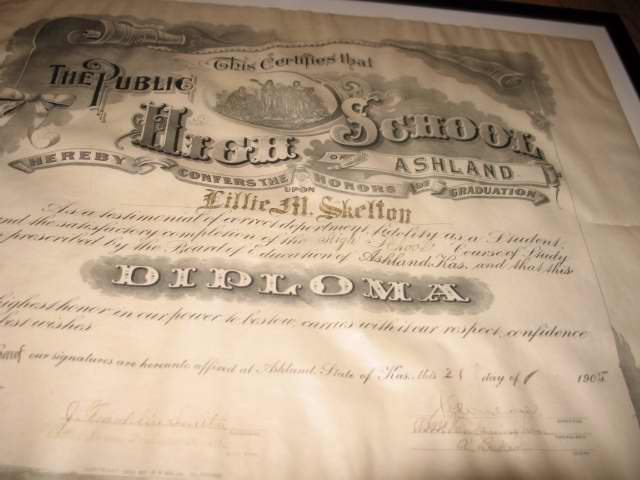 This Certifies that
THE PUBLIC
HIGH SCHOOL
OF ASHLAND
HEREBY CONFERS THE HONORS OF GRADUATION
UPON
Lillie M. Skelton
As a testimonial of correct deportment, fidelity as a Student,
and the satisfactory completion of the High School Course of Study
prescribed by the Board of Education of Ashland, Kas. and that this
DIPLOMA
highest honor in our power to bestow, carries with it our respect, confidence
best wishes.
our signatures are hereunto affixed at Ashland, State of Kas. this 2 day of 1905